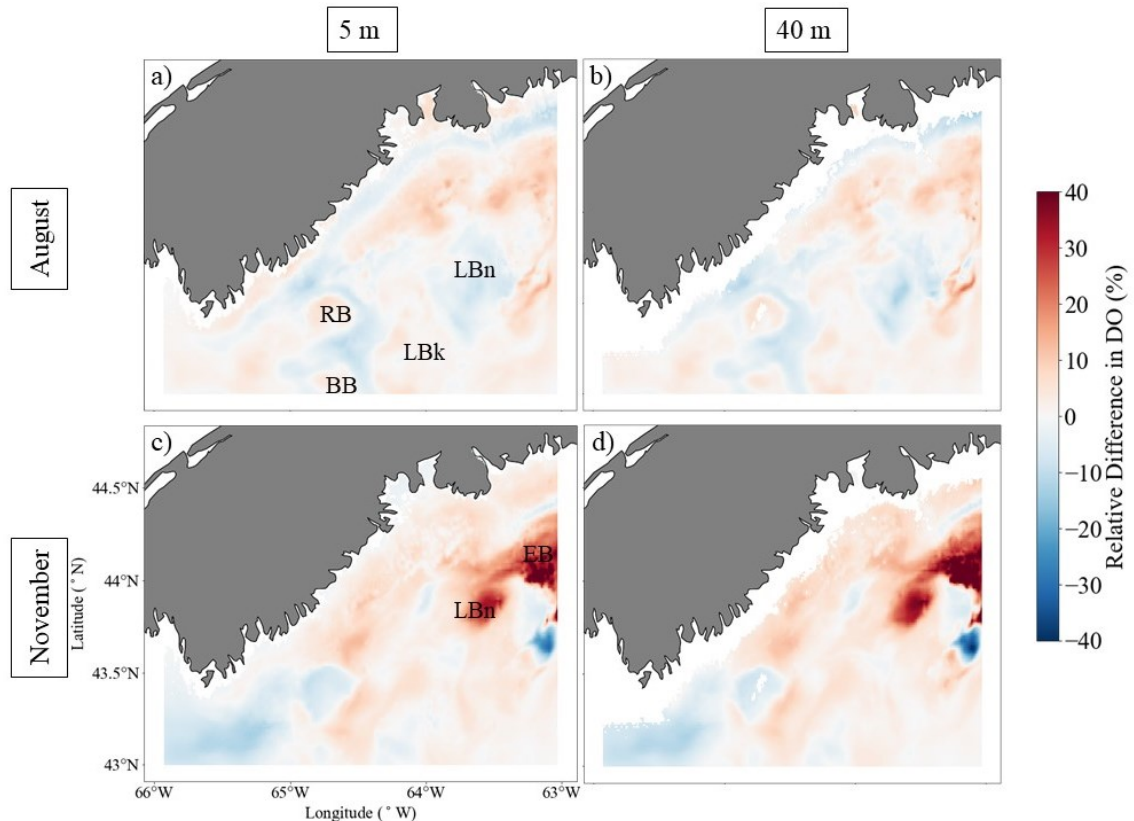 5 m
40 m
a)
b)
August
LBn
RB
LBk
BB
c)
d)
November
EB
LBn
44.5°N
44°N
43.5°N
43°N
Latitude (°N)
66°W
65°W
64°W
63°W
Longitude (°W)
40
30
20
10
0
−10
−20
−30
−40
Relative Difference in DO (%)